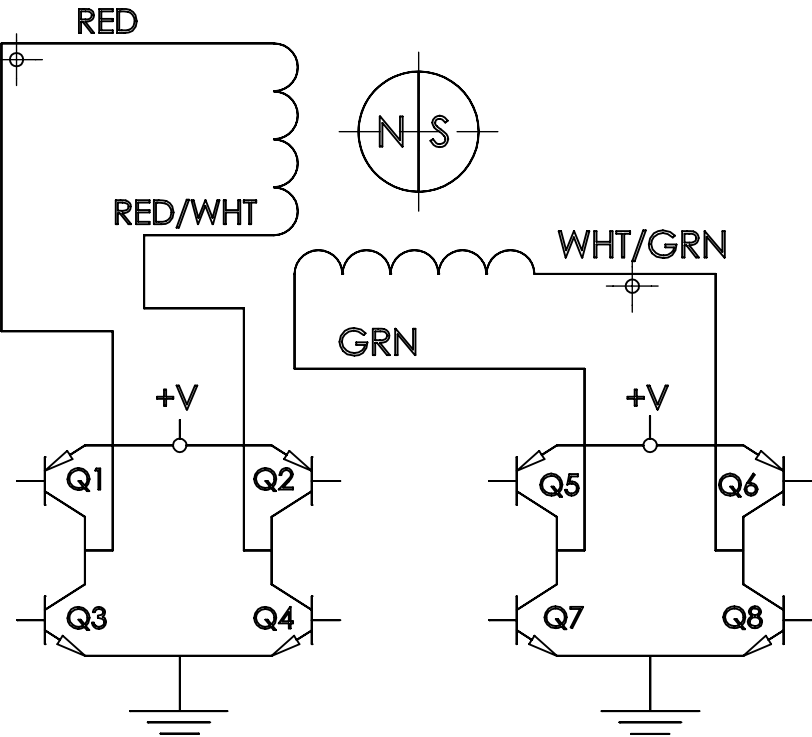 RED
N S
RED/WHT
WHT/GRN
GRN
+V +V
Q1 Q2 Q5 Q6
Q3 Q4 Q7 Q8